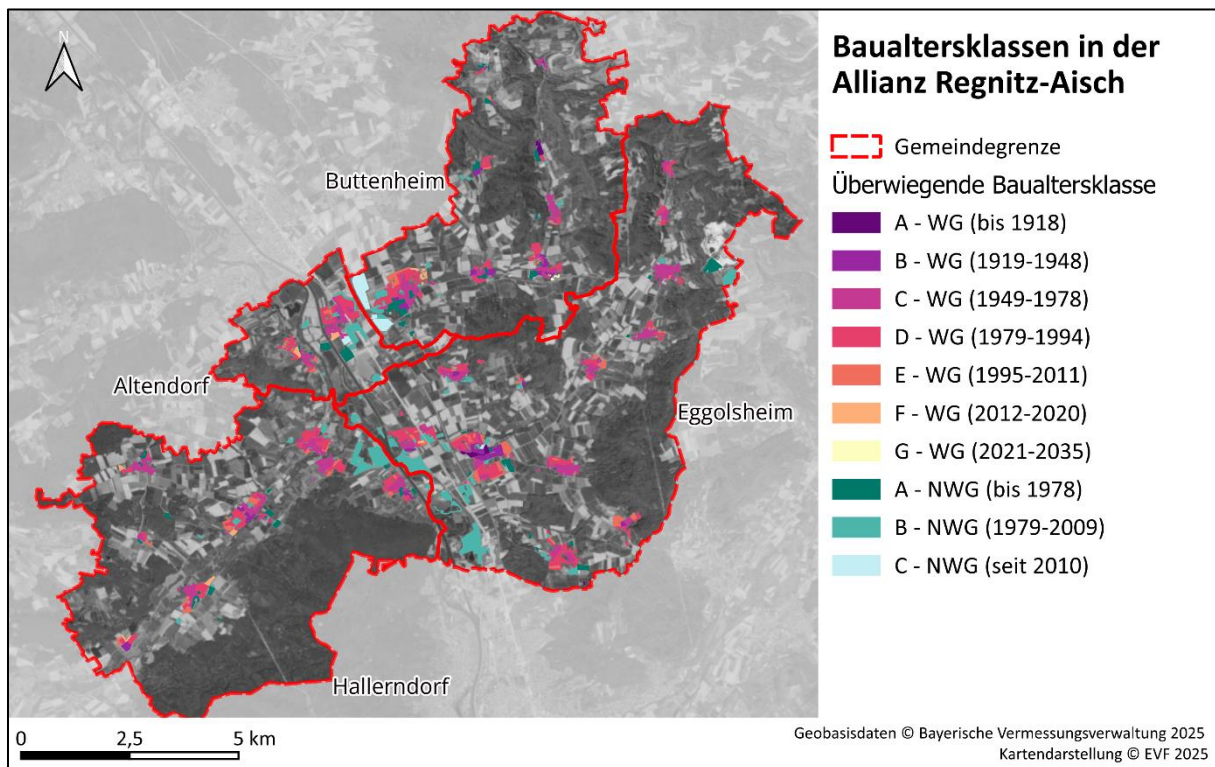 Baualtersklassen in der
Allianz Regnitz-Aisch
Gemeindegrenze
Überwiegende Baualtersklasse
A - WG (bis 1918)
B - WG (1919-1948)
C - WG (1949-1978)
D - WG (1979-1994)
E - WG (1995-2011)
F - WG (2012-2020)
G - WG (2021-2035)
A - NWG (bis 1978)
B - NWG (1979-2009)
C - NWG (seit 2010)
N
Buttenheim
Altendorf
Eggolsheim
Hallerndorf
0 2,5 5 km
Geobasisdaten © Bayerische Vermessungsverwaltung 2025
Kartendarstellung © EVF 2025